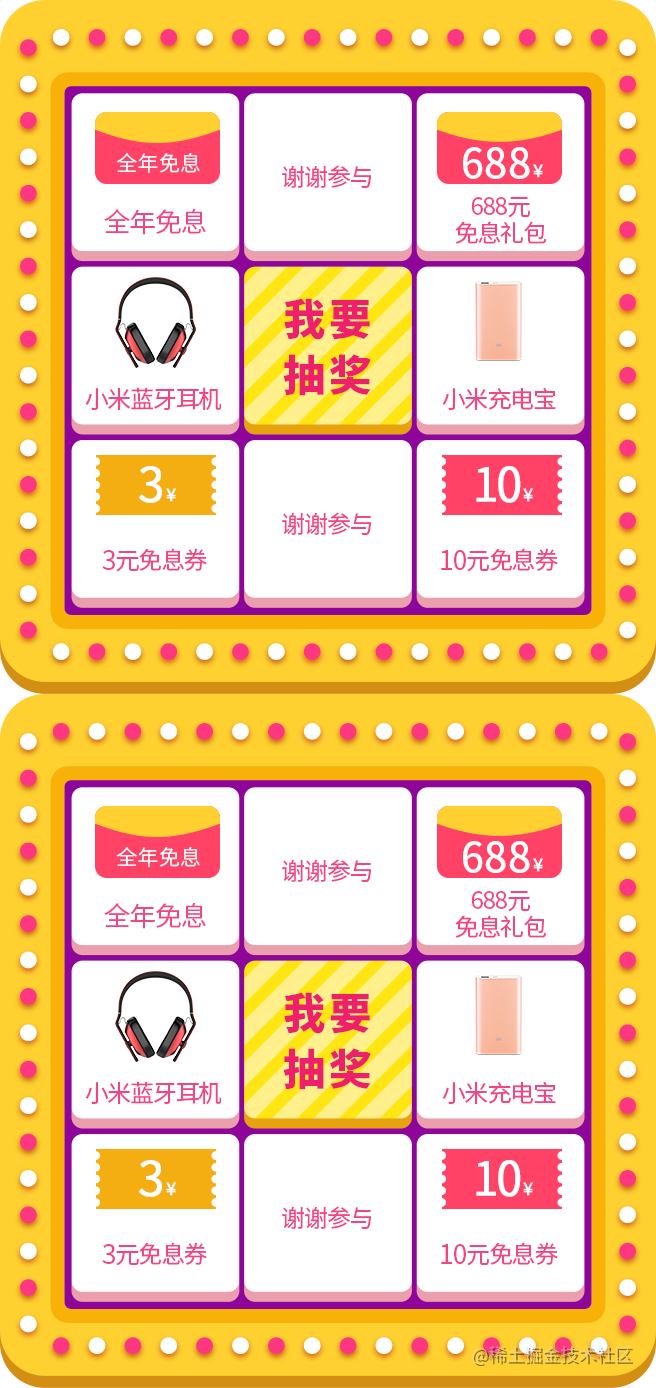 全年免息
全年免息
谢谢参与
688¥
688元
免息礼包
小米蓝牙耳机
我要
抽奖
小米充电宝
3¥
3元免息券
谢谢参与
10¥
10元免息券
全年免息
全年免息
谢谢参与
688¥
688元
免息礼包
小米蓝牙耳机
我要
抽奖
小米充电宝
3¥
3元免息券
谢谢参与
10¥
10元免息券
@稀土掘金技术社区